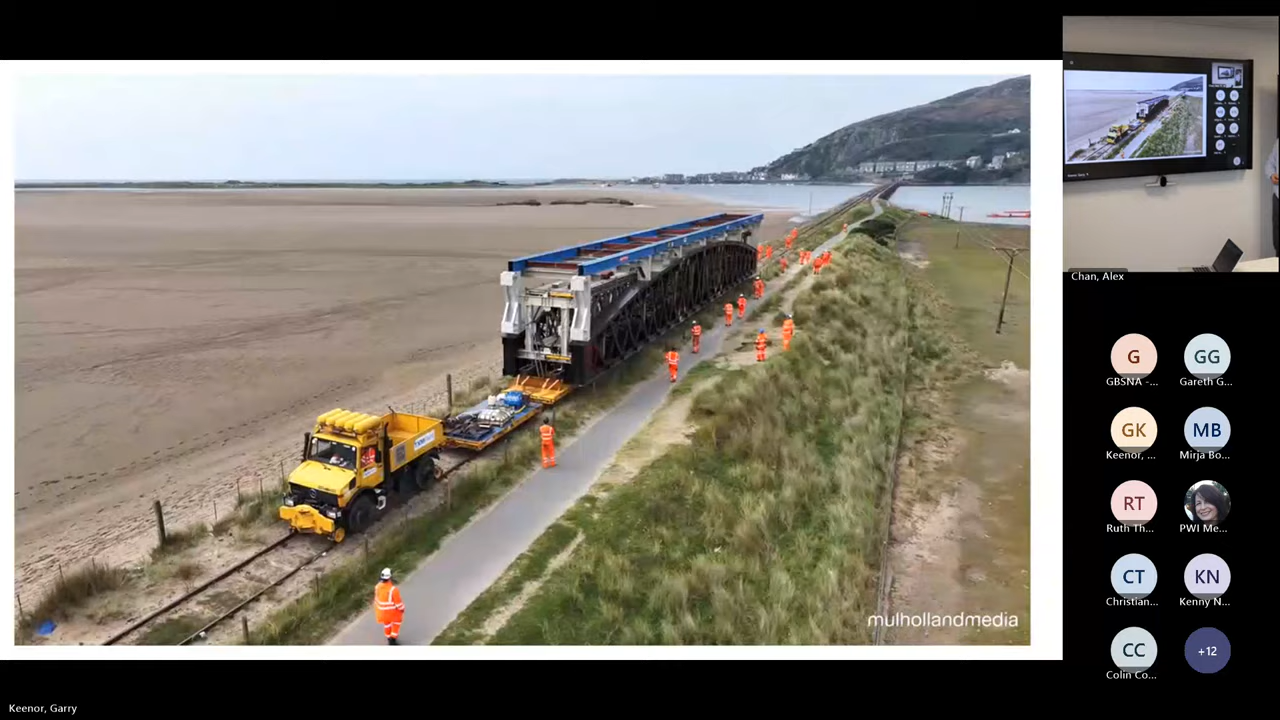 mulhollandmedia
Chan, Alex
G
GBSNA -...
GG
Gareth G...
GK
Keenor, ...
MB
Mirja Bo...
RT
Ruth Th...
PWI Me...
CT
Christian...
KN
Kenny N...
CC
Colin Co...
+12
Keenor, Garry